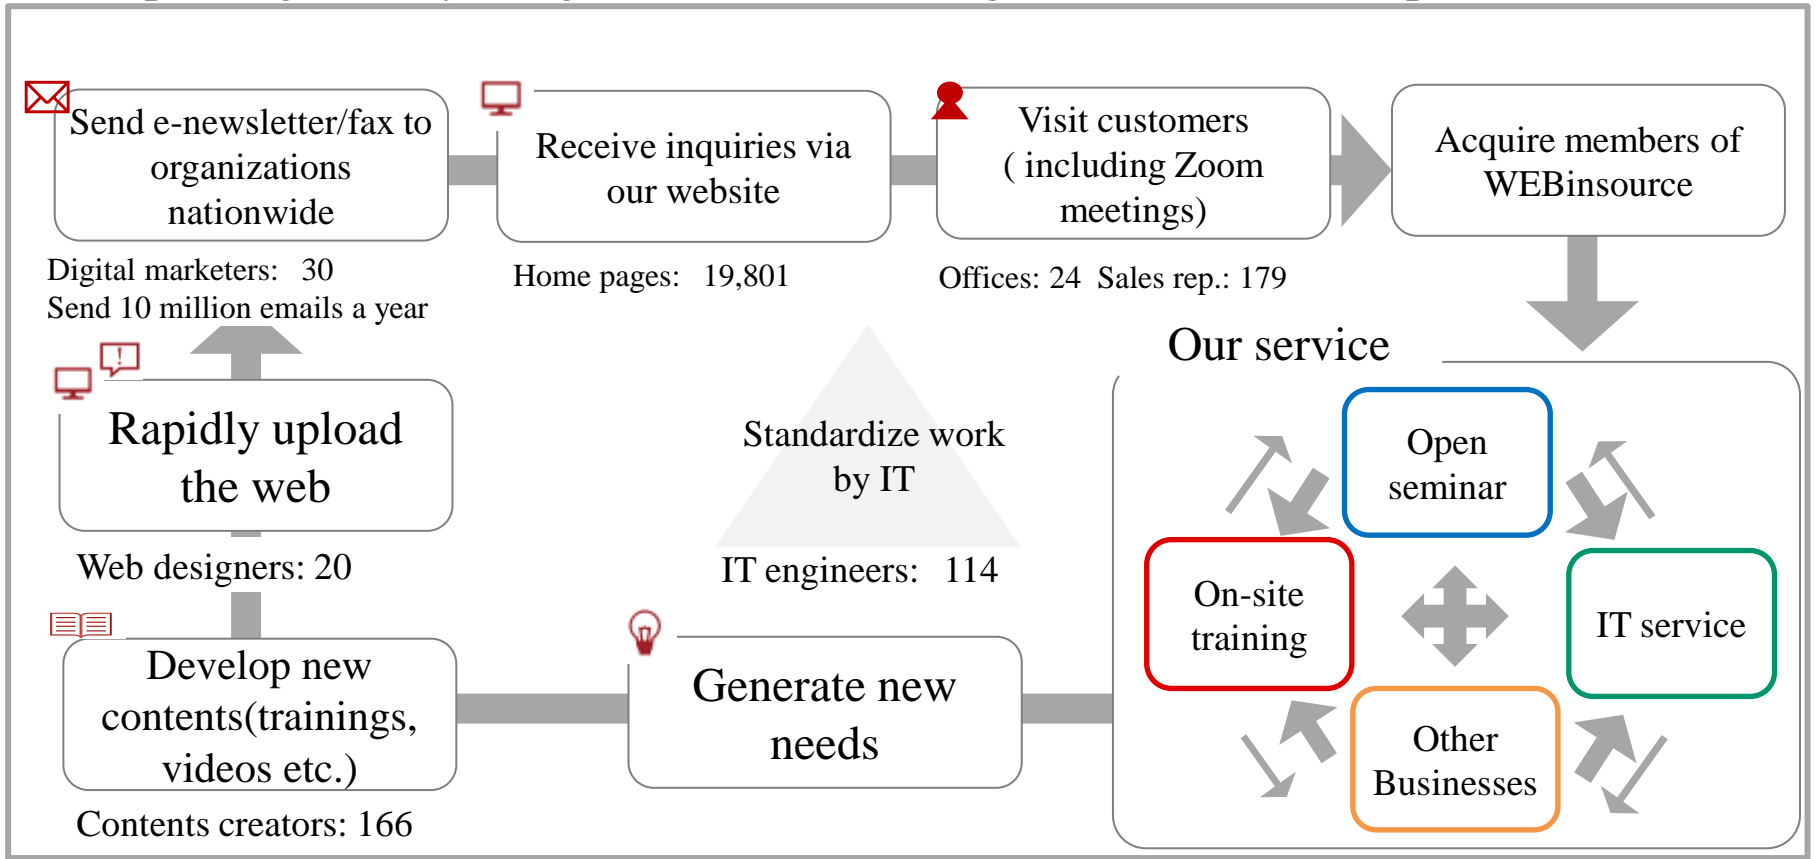 Send e-newsletter/fax to
organizations
nationwide
Receive inquiries via
our website
Visit customers
( including Zoom
meetings)
Acquire members of
WEBinsource
Digital marketers: 30
Send 10 million emails a year
Home pages: 19,801
Offices: 24 Sales rep.: 179
Our service
!
Rapidly upload
the web
Standardize work
by IT
Open
seminar
Web designers: 20
IT engineers: 114
On-site
training
IT service
Develop new
contents(trainings,
videos etc.)
Generate new
needs
Other
Businesses
Contents creators: 166